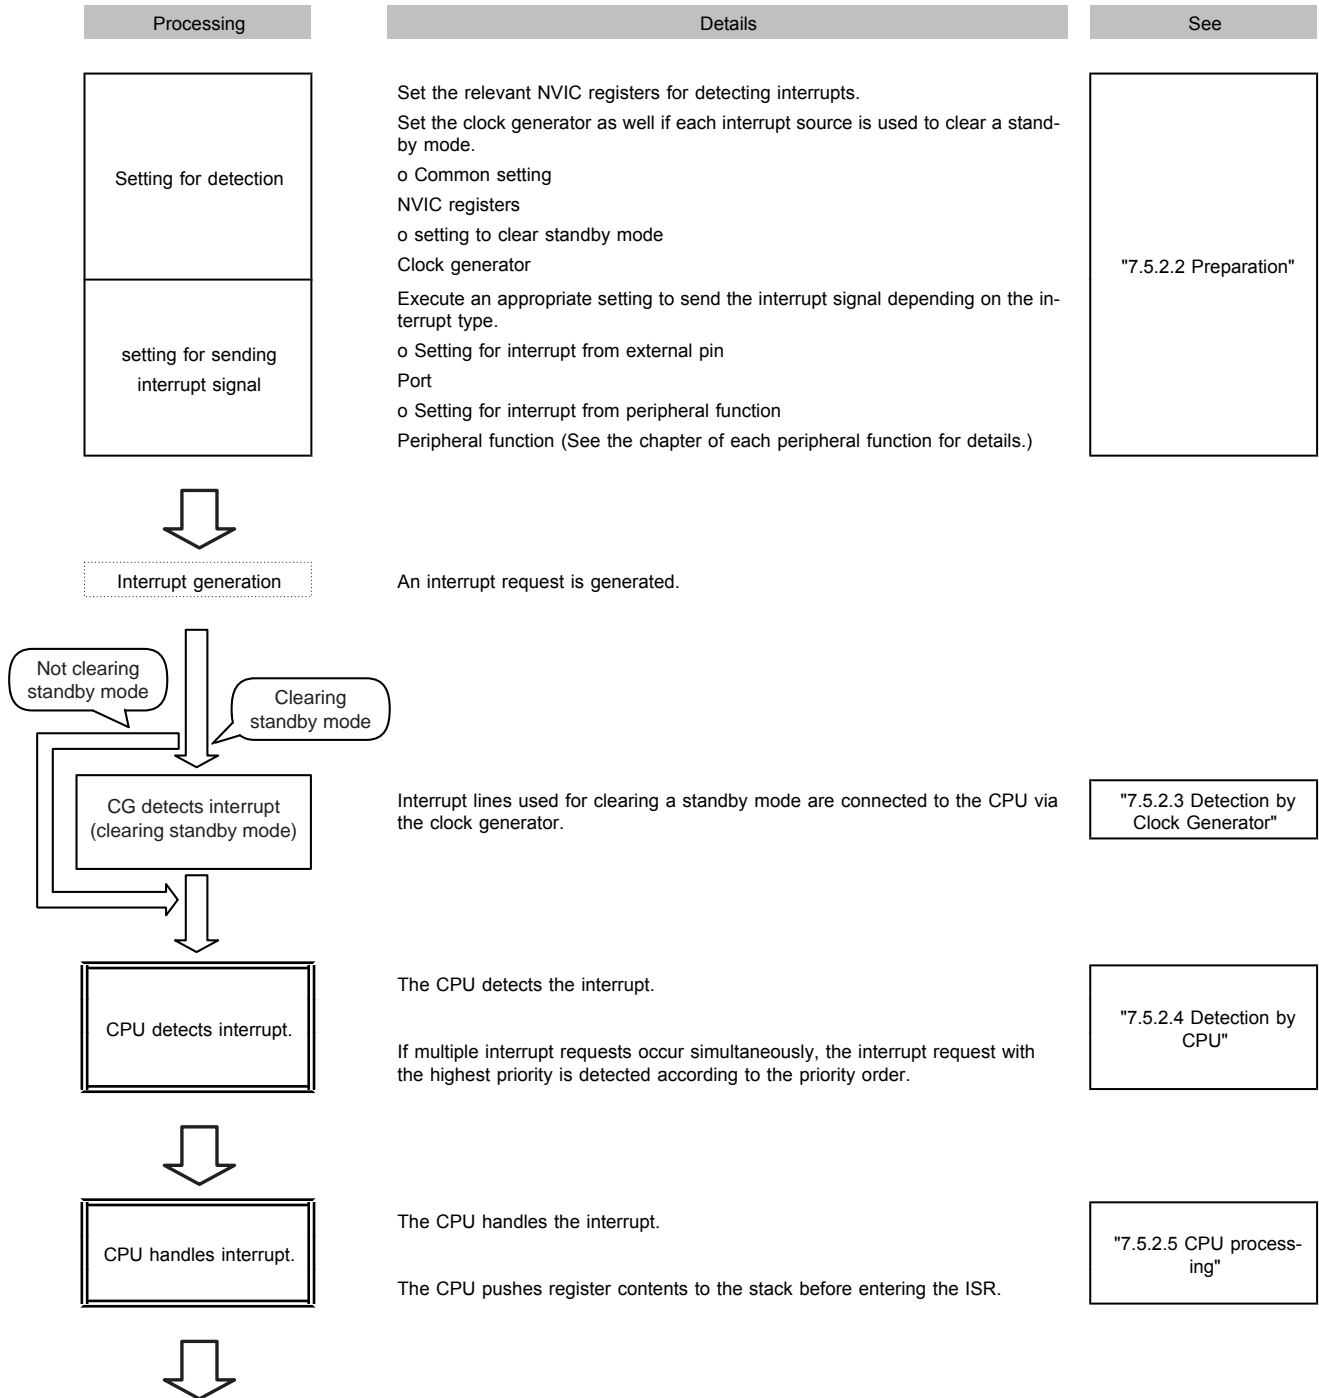 Processing
Details
See
Setting for detection
Set the relevant NVIC registers for detecting interrupts.
Set the clock generator as well if each interrupt source is used to clear a stand-
by mode.
o Common setting
NVIC registers
o setting to clear standby mode
Clock generator
"7.5.2.2 Preparation"
setting for sending
interrupt signal
Execute an appropriate setting to send the interrupt signal depending on the in-
terrupt type.
o Setting for interrupt from external pin
Port
o Setting for interrupt from peripheral function
Peripheral function (See the chapter of each peripheral function for details.)
Interrupt generation
An interrupt request is generated.
Not clearing
standby mode
Clearing
standby mode
CG detects interrupt
(clearing standby mode)
Interrupt lines used for clearing a standby mode are connected to the CPU via
the clock generator.
"7.5.2.3 Detection by
Clock Generator"
CPU detects interrupt.
The CPU detects the interrupt.
If multiple interrupt requests occur simultaneously, the interrupt request with
the highest priority is detected according to the priority order.
"7.5.2.4 Detection by
CPU"
CPU handles interrupt.
The CPU handles the interrupt.
The CPU pushes register contents to the stack before entering the ISR.
"7.5.2.5 CPU process-
ing"